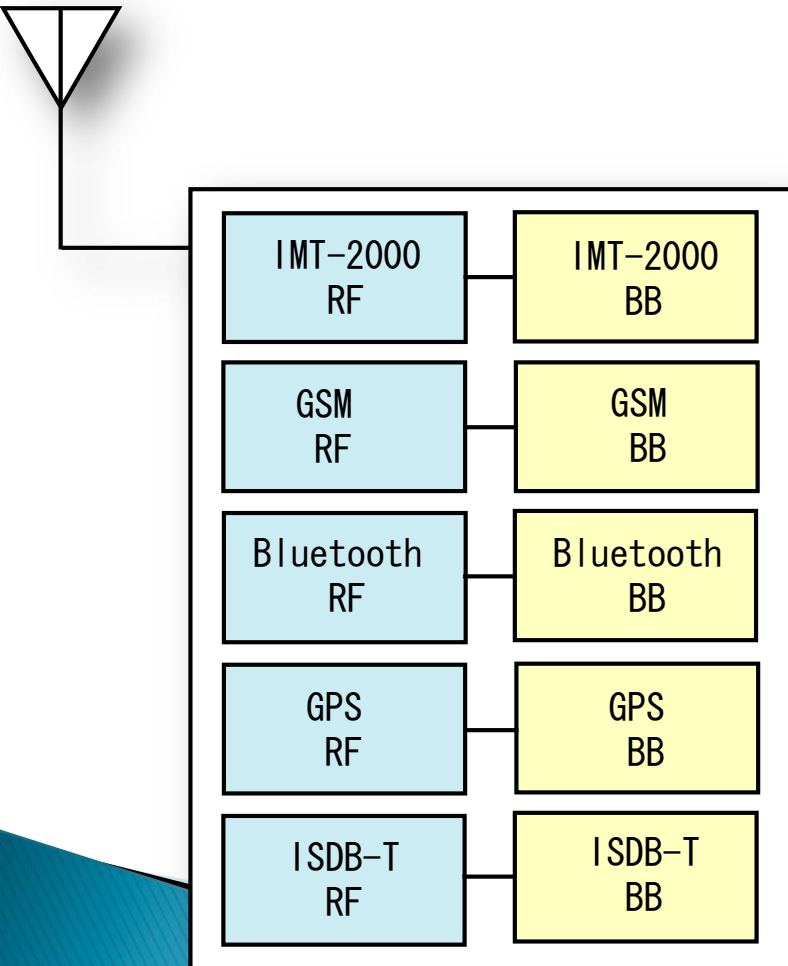 IMT-2000
RF
IMT-2000
BB
GSM
RF
GSM
BB
Bluetooth
RF
Bluetooth
BB
GPS
RF
GPS
BB
ISDB-T
RF
ISDB-T
BB